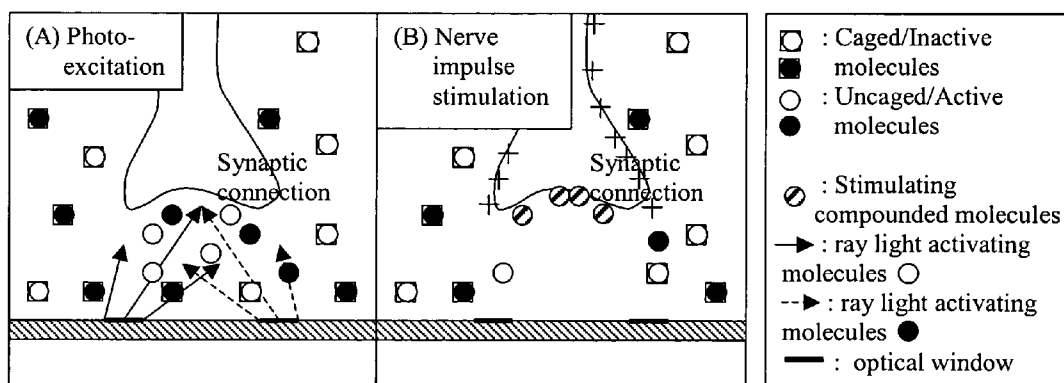 (A) Photo-
excitation
Synaptic
connection
(B) Nerve
impulse
stimulation
Synaptic
connection
: Caged/Inactive
molecules
: Uncaged/Active
molecules
: Stimulating
compounded molecules
: ray light activating
molecules
: ray light activating
molecules
: optical window